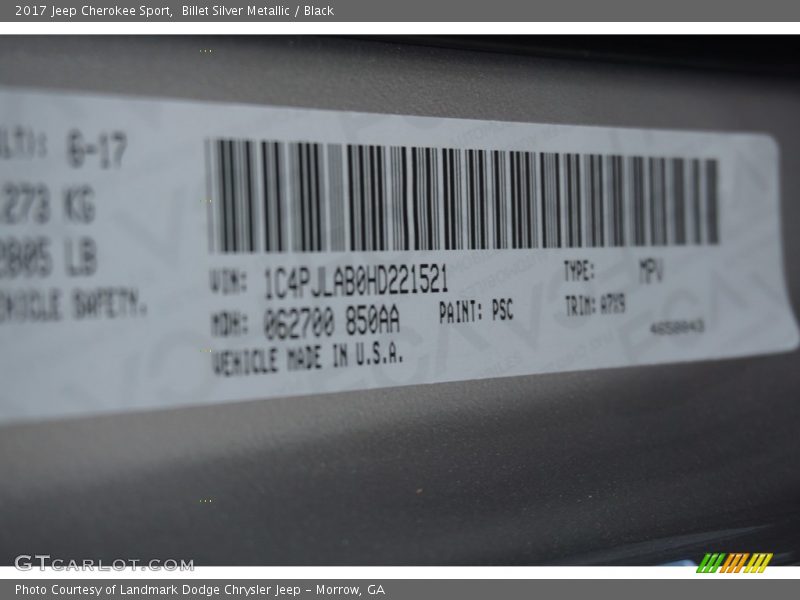 2017 Jeep Cherokee Sport,  Billet Silver Metallic / Black
6-17
273 KG
2805 LB
VEHICLE SAFETY.
VIN: 1C4PJLAB0HD221521
MDH: 062700 850AA
PAINT: PSC
VEHICLE MADE IN U.S.A.
TYPE: MPV
TRIM: A7X9
4650043
GTCARLOT.COM
Photo Courtesy of Landmark Dodge Chrysler Jeep – Morrow, GA